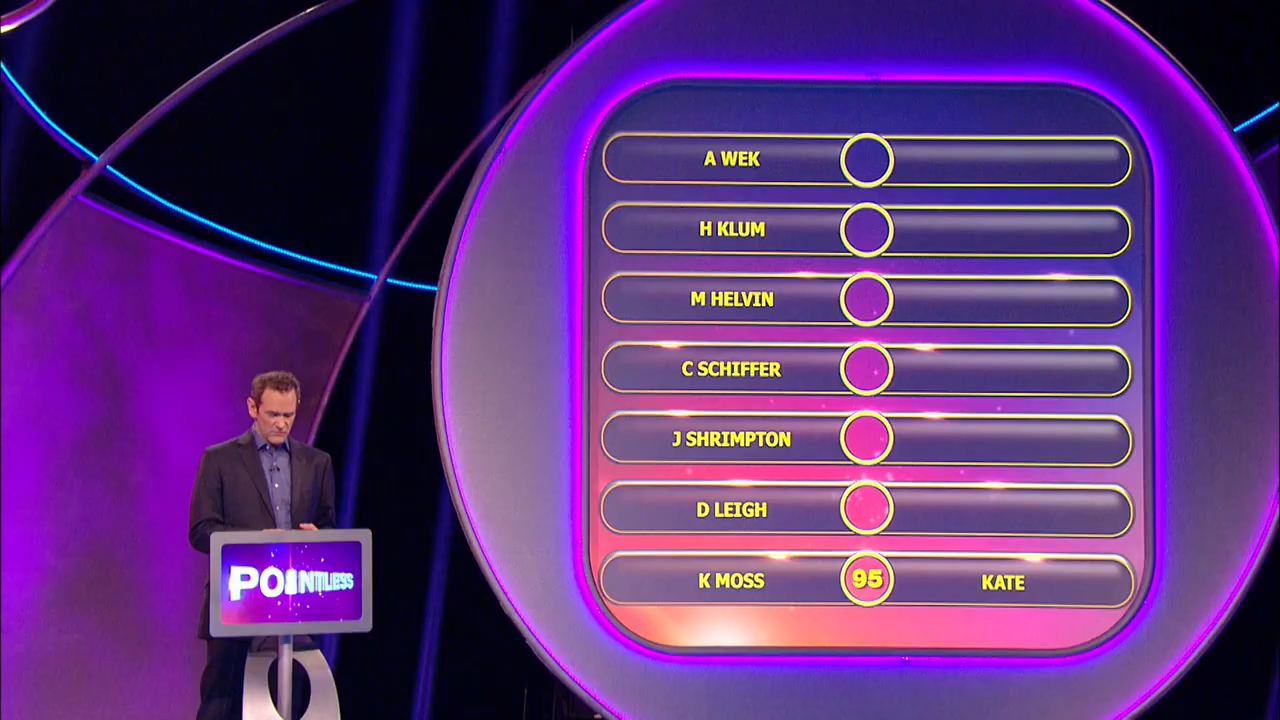 A WEK
H KLUM
M HELVIN
C SCHIFFER
J SHRIMPTON
D LEIGH
K MOSS 95 KATE
POINTLESS